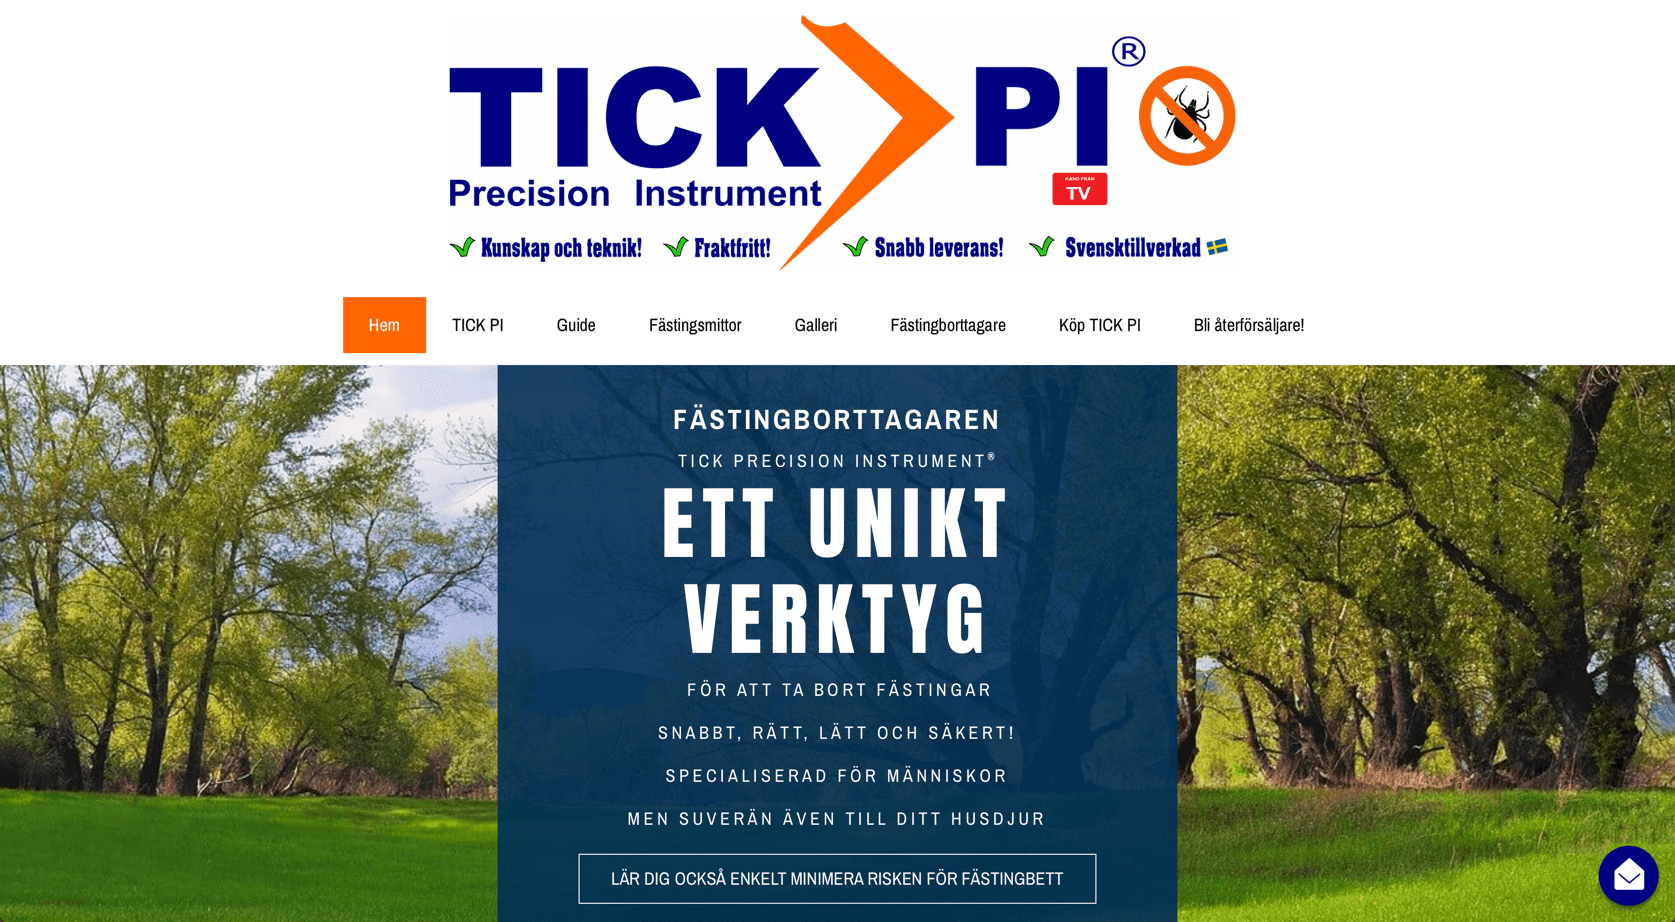 TICK PI ®
Precision Instrument
KÄND FRÅN
TV
Kunskap och teknik! Fraktfritt! Snabb leverans! Svensktillverkad
Hem TICK PI Guide Fästingsmittor Galleri Fästingborttagare Köp TICK PI Bli återförsäljare!
FÄSTINGBORTTAGAREN
TICK PRECISION INSTRUMENT®
ETT UNIKT
VERKTYG
FÖR ATT TA BORT FÄSTINGAR
SNABBT, RÄTT, LÄTT OCH SÄKERT!
SPECIALISERAD FÖR MÄNNISKOR
MEN SUVERÄN ÄVEN TILL DITT HUSDJUR
LÄR DIG OCKSÅ ENKELT MINIMERA RISKEN FÖR FÄSTINGBETT